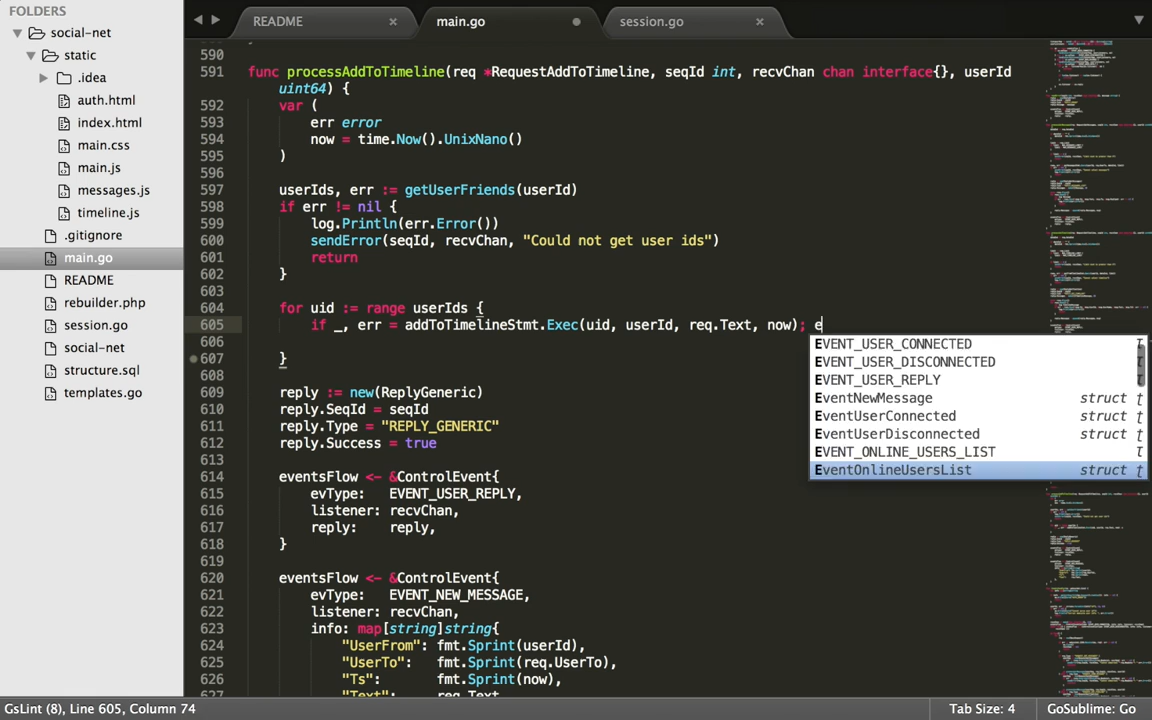 FOLDERS
social-net
static
.idea
auth.html
index.html
main.css
main.js
messages.js
timeline.js
.gitignore
main.go
README
rebuilder.php
session.go
social-net
structure.sql
templates.go
README
main.go
session.go
590
591 func processAddToTimeline(req *RequestAddToTimeline, seqId int, recvChan chan interface{}, userId
uint64) {
592 var (
593 err error
594 now = time.Now().UnixNano()
595 )
596
597 userIds, err := getUserFriends(userId)
598 if err != nil {
599 log.Println(err.Error())
600 sendError(seqId, recvChan, "Could not get user ids")
601 return
602 }
603
604 for uid := range userIds {
605 if _, err = addToTimelineStmt.Exec(uid, userId, req.Text, now); e
606
607 }
608
609 reply := new(ReplyGeneric)
610 reply.SeqId = seqId
611 reply.Type = "REPLY_GENERIC"
612 reply.Success = true
613
614 eventsFlow <- &ControlEvent{
615 evType: EVENT_USER_REPLY,
616 listener: recvChan,
617 reply: reply,
618 }
619
620 eventsFlow <- &ControlEvent{
621 evType: EVENT_NEW_MESSAGE,
622 listener: recvChan,
623 info: map[string]string{
624 "UserFrom": fmt.Sprint(userId),
625 "UserTo": fmt.Sprint(req.UserTo),
626 "Ts": fmt.Sprint(now),
627 "Text": req.Text
EVENT_USER_CONNECTED
EVENT_USER_DISCONNECTED
EVENT_USER_REPLY
EventNewMessage struct
EventUserConnected struct
EventUserDisconnected struct
EVENT_ONLINE_USERS_LIST
EventOnlineUsersList struct
GsLint (8), Line 605, Column 74
Tab Size: 4
GoSublime: Go